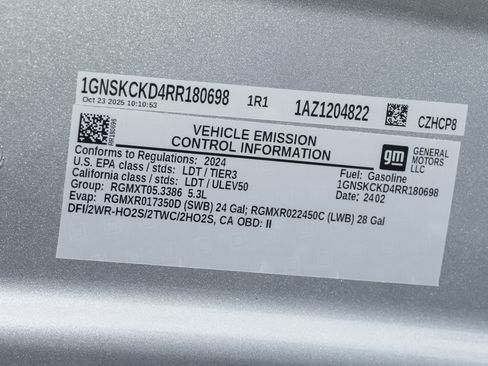 1GNSKCKD4RR180698 1R1 1AZ1204822 CZHCP8
Oct 23 2025 10:10:53
RR180698
VEHICLE EMISSION
CONTROL INFORMATION
gm GENERAL
MOTORS
LLC
Conforms to Regulations: 2024
U.S. EPA class / stds: LDT / TIER3
California class / stds: LDT / ULEV50
Group: RGMXT05.3386 5.3L
Evap: RGMXR017350D (SWB) 24 Gal; RGMXR022450C (LWB) 28 Gal
DFI/2WR-HO2S/2TWC/2HO2S, CA OBD: II
Fuel: Gasoline
1GNSKCKD4RR180698
Date: 2402